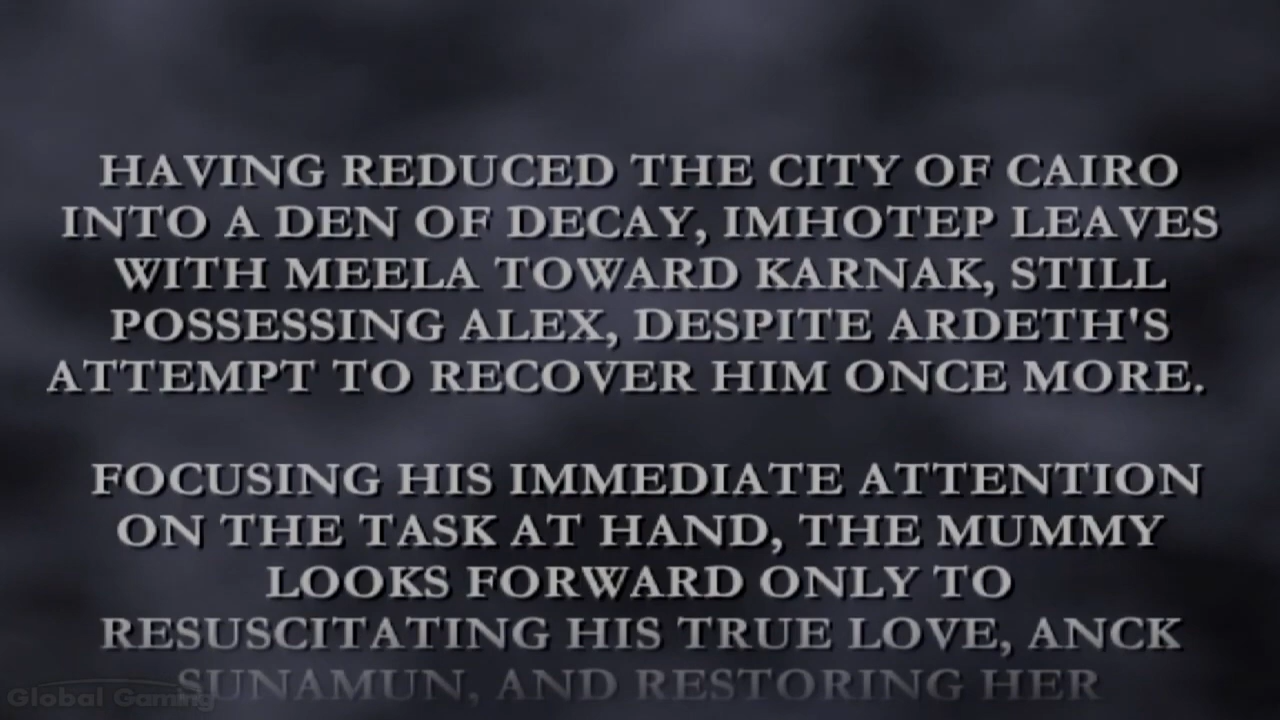 HAVING REDUCED THE CITY OF CAIRO
INTO A DEN OF DECAY, IMHOTEP LEAVES
WITH MEELA TOWARD KARNAK, STILL
POSSESSING ALEX, DESPITE ARDETH'S
ATTEMPT TO RECOVER HIM ONCE MORE.
FOCUSING HIS IMMEDIATE ATTENTION
ON THE TASK AT HAND, THE MUMMY
LOOKS FORWARD ONLY TO
RESUSCITATING HIS TRUE LOVE, ANCK
SUNAMUN, AND RESTORING HER
Global Gaming